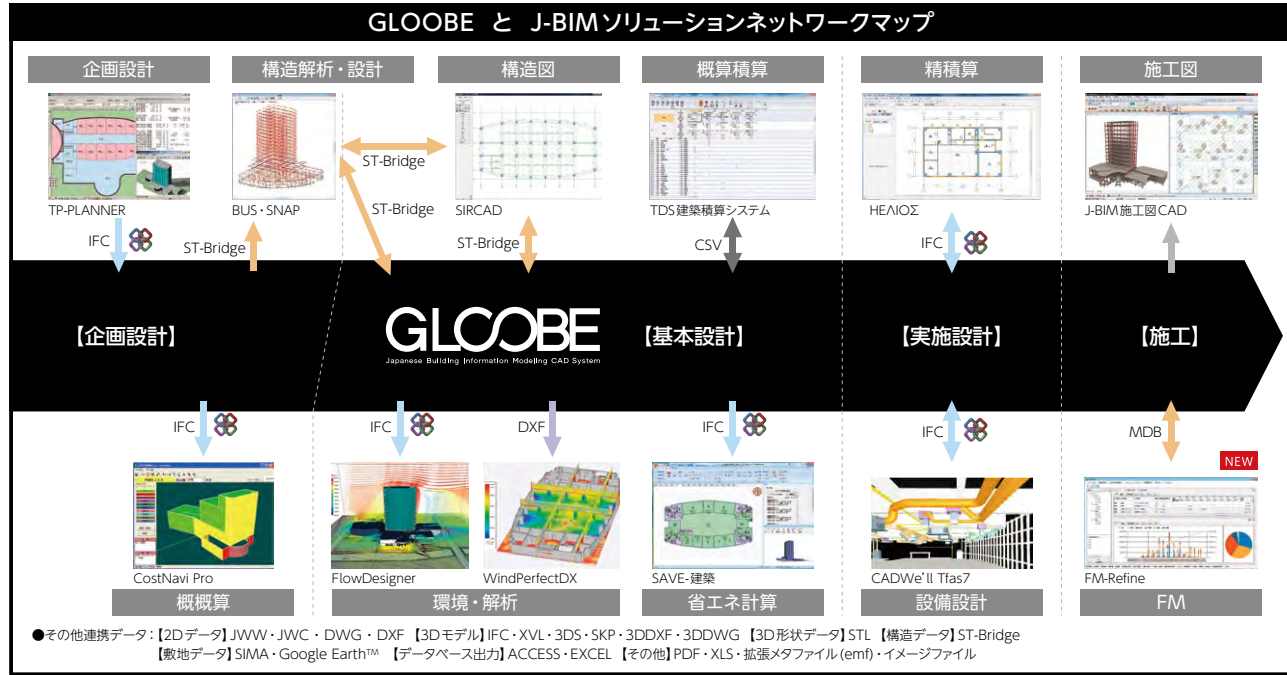 GLOOBE と J-BIMソリューションネットワークマップ
企画設計
構造解析・設計
構造図
概算積算
精積算
施工図
TP-PLANNER
BUS・SNAP
SIRCAD
TDS建築積算システム
HEΛIOΣ
J-BIM施工図CAD
ST-Bridge
ST-Bridge
IFC
ST-Bridge
ST-Bridge
CSV
IFC
【企画設計】
GLOOBE
Japanese Building Information Modeling CAD System
【基本設計】
【実施設計】
【施工】
IFC
IFC
DXF
IFC
IFC
MDB
NEW
CostNavi Pro
FlowDesigner
WindPerfectDX
SAVE-建築
CADWe'll Tfas7
FM-Refine
概概算
環境・解析
省エネ計算
設備設計
FM
●その他連携データ：【2Dデータ】JWW・JWC・DWG・DXF 【3Dモデル】IFC・XVL・3DS・SKP・3DDXF・3DDWG 【3D形状データ】STL 【構造データ】ST-Bridge
【敷地データ】SIMA・Google Earth™ 【データベース出力】ACCESS・EXCEL 【その他】PDF・XLS・拡張メタファイル(emf)・イメージファイル